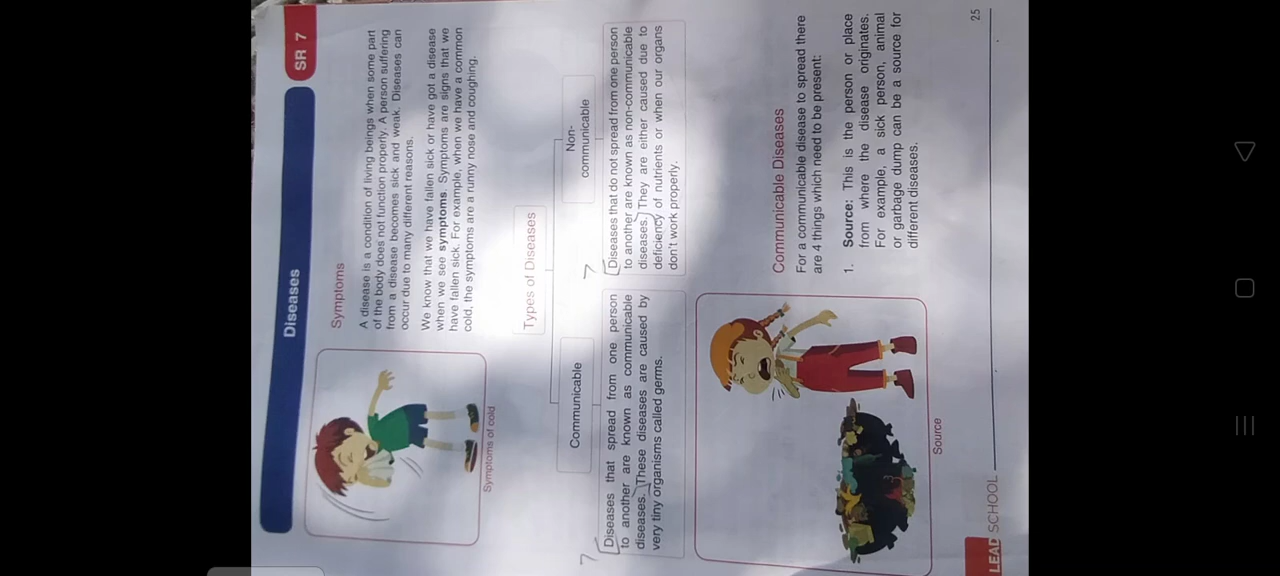 Diseases
SR 7
Symptoms
A disease is a condition of living beings when some part
of the body does not function properly. A person suffering
from a disease becomes sick and weak. Diseases can
occur due to many different reasons.
We know that we have fallen sick or have got a disease
when we see symptoms. Symptoms are signs that we
have fallen sick. For example, when we have a common
cold, the symptoms are a runny nose and coughing.
Symptoms of cold
Types of Diseases
Communicable
Diseases that spread from one person
to another are known as communicable
diseases. These diseases are caused by
very tiny organisms called germs.
Non-
communicable
Diseases that do not spread from one person
to another are known as non-communicable
diseases. They are either caused due to
deficiency of nutrients or when our organs
don't work properly.
Source
Communicable Diseases
For a communicable disease to spread there
are 4 things which need to be present:
1. Source: This is the person or place
from where the disease originates.
For example, a sick person, animal
or garbage dump can be a source for
different diseases.
LEAD SCHOOL
25